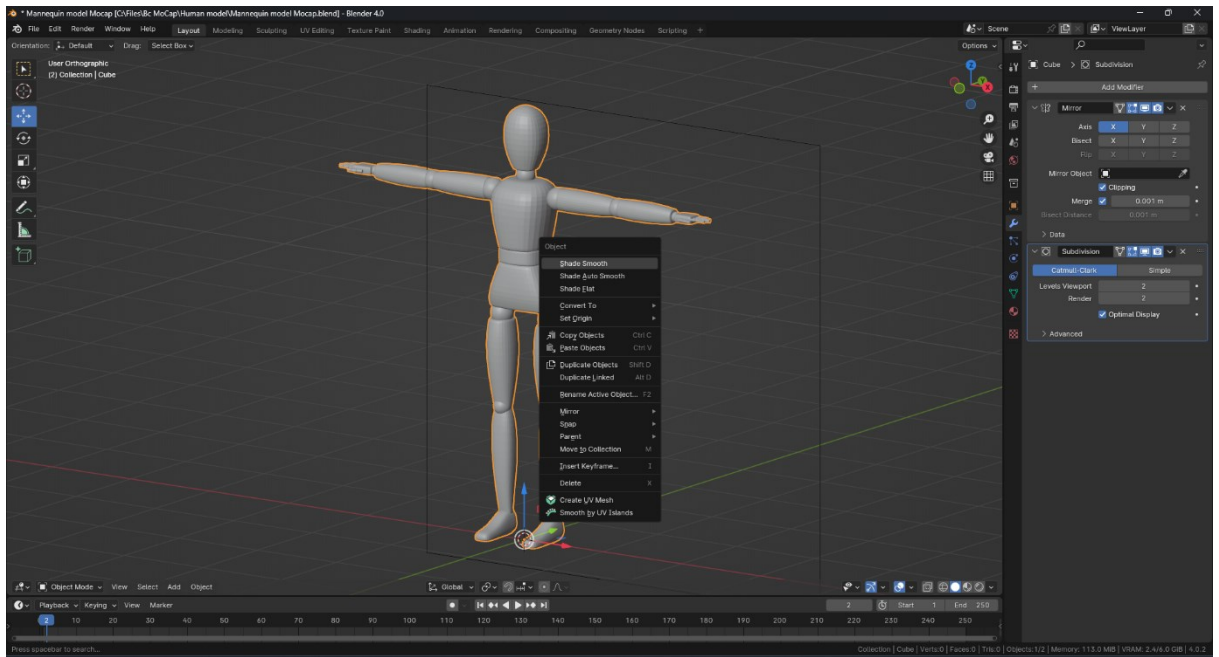 * Mannequin model Mocap [C:\Files\Bc MoCap\Human model\Mannequin model Mocap.blend] - Blender 4.0
File Edit Render Window Help Layout Modeling Sculpting UV Editing Texture Paint Shading Animation Rendering Compositing Geometry Nodes Scripting + Scene ViewLayer
Orientation: Default Drag: Select Box Options
User Orthographic
(2) Collection | Cube
Cube > Subdivision
+ Add Modifier
Mirror
Axis X Y Z
Bisect X Y Z
Flip X Y Z
Mirror Object
Clipping
Merge 0.001 m
Bisect Distance 0.001 m
> Data
Subdivision
Catmull-Clark Simple
Levels Viewport 2
Render 2
Optimal Display
> Advanced
X
Z
Object
Shade Smooth
Shade Auto Smooth
Shade Flat
Convert To
Set Origin
Copy Objects Ctrl C
Paste Objects Ctrl V
Duplicate Objects Shift D
Duplicate Linked Alt D
Rename Active Object... F2
Mirror
Snap
Parent
Move to Collection M
Insert Keyframe... I
Delete X
Create UV Mesh
Smooth by UV Islands
Object Mode View Select Add Object Global
Playback Keying View Marker 2 Start 1 End 250
2 10 20 30 40 50 60 70 80 90 100 110 120 130 140 150 160 170 180 190 200 210 220 230 240 250
Press spacebar to search... Collection | Cube | Verts:0 | Faces:0 | Tris:0 | Objects:1/2 | Memory: 113.0 MiB | VRAM: 2.4/6.0 GiB | 4.0.2